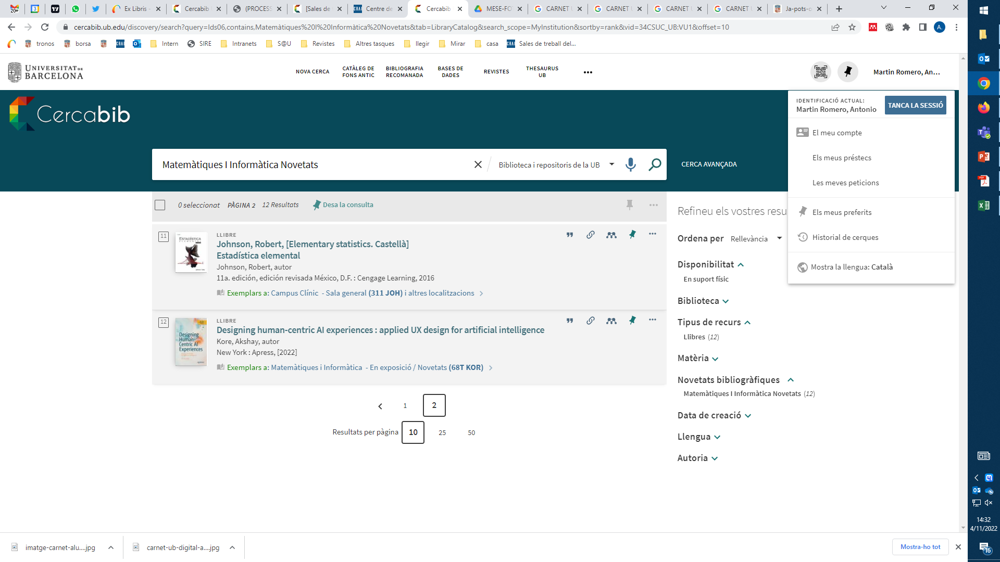 20+
Ex Libris -
Cercabib
(PROCESS
[Sales de
Centre de
Cercabib
MESE-FO
CARNET
CARNET
CARNET
CARNET
Ja-pots-o
cercabib.ub.edu/discovery/search?query=lds06,contains,Matemàtiques%20I%20Informàtica%20Novetats&tab=LibraryCatalog&search_scope=MyInstitution&sortby=rank&vid=34CSUC_UB:VU1&offset=10
A.
tronos
borsa
CRAI
Intern
SIRE
Intranets
S@U
Revistes
Altres tasques
llegir
Mirar
casa
Sales de treball del...
UNIVERSITAT DE
BARCELONA
NOVA CERCA
CATÀLEG DE
FONS ANTIC
BIBLIOGRAFIA
RECOMANADA
BASES DE
DADES
REVISTES
THESAURUS
UB
Martin Romero, An...
Cercabib
IDENTIFICACIÓ ACTUAL:
Martin Romero, Antonio
TANCA LA SESSIÓ
El meu compte
Els meus préstecs
Les meves peticions
Els meus preferits
Historial de cerques
Mostra la llengua: Català
Matemàtiques I Informàtica Novetats
Biblioteca i repositoris de la UB
CERCA AVANÇADA
0 seleccionat PÀGINA 2 12 Resultats
Desa la consulta
11
ESTADÍSTICA
LLIBRE
Johnson, Robert, [Elementary statistics. Castellà]
Estadística elemental
Johnson, Robert, autor
11a. edición, edición revisada México, D.F. : Cengage Learning, 2016
Exemplars a: Campus Clínic - Sala general (311 JOH) i altres localitzacions
12
Designing
Human-
Centric AI
Experiences
LLIBRE
Designing human-centric AI experiences : applied UX design for artificial intelligence
Kore, Akshay, autor
New York : Apress, [2022]
Exemplars a: Matemàtiques i Informàtica - En exposició / Novetats (68T KOR)
1
2
Resultats per pàgina 10 25 50
Refineu els vostres resu
Ordena per Rellevància
Disponibilitat
En suport físic
Biblioteca
Tipus de recurs
Llibres (12)
Matèria
Novetats bibliogràfiques
Matemàtiques I Informàtica Novetats (12)
Data de creació
Llengua
Autoria
imatge-carnet-alu....jpg
carnet-ub-digital-a....jpg
Mostra-ho tot
14:32
4/11/2022
16